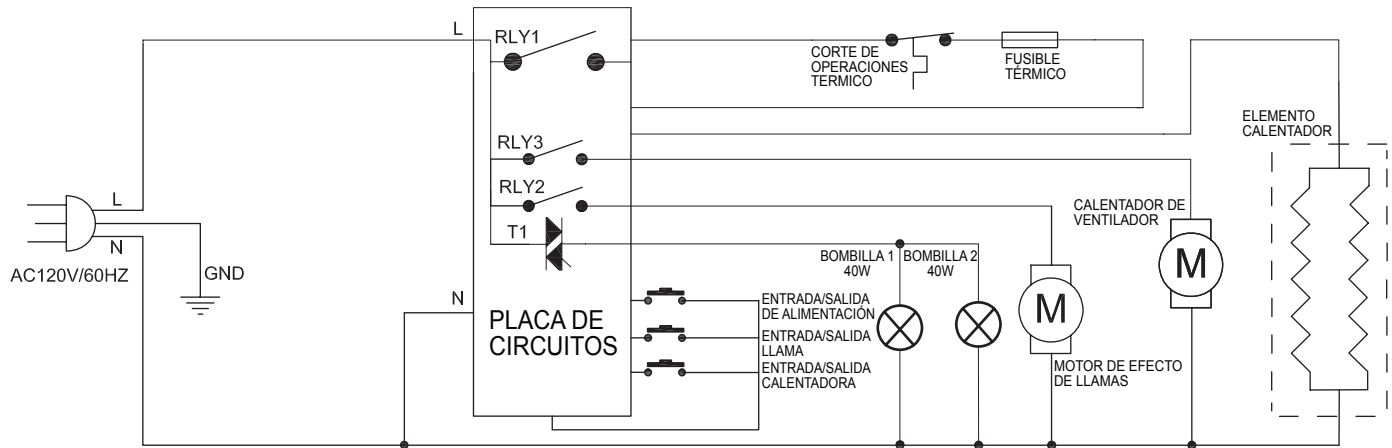 L
RLY1
CORTE DE
OPERACIONES
TERMICO
FUSIBLE
TÉRMICO
ELEMENTO
CALENTADOR
RLY3
RLY2
T1
L
N
AC120V/60HZ
GND
CALENTADOR DE
VENTILADOR
M
BOMBILLA 1
40W
BOMBILLA 2
40W
M
MOTOR DE EFECTO
DE LLAMAS
N
PLACA DE
CIRCUITOS
ENTRADA/SALIDA
DE ALIMENTACIÓN
ENTRADA/SALIDA
LLAMA
ENTRADA/SALIDA
CALENTADORA